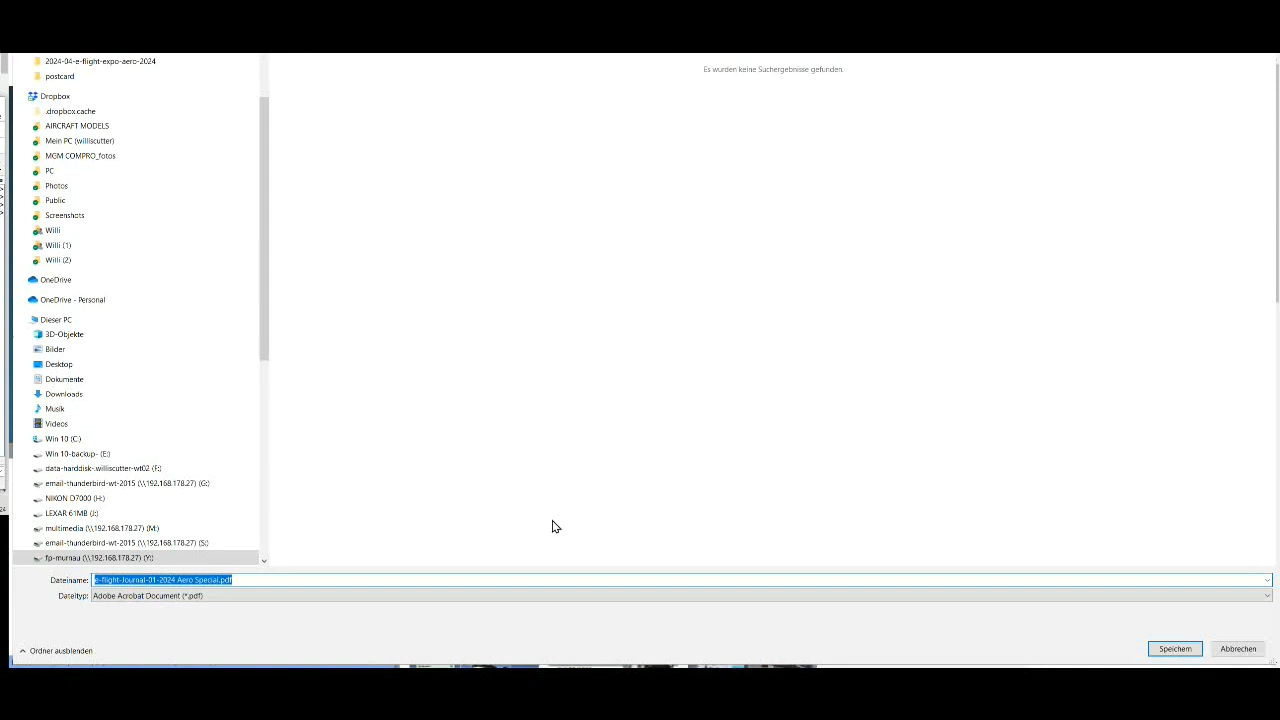 2024-04-e-flight-expo-aero-2024
Es wurden keine Suchergebnisse gefunden.
postcard
Dropbox
.dropbox.cache
AIRCRAFT MODELS
Mein PC (williscutter)
MGM COMPRO_fotos
PC
Photos
Public
Screenshots
Willi
Willi (1)
Willi (2)
OneDrive
OneDrive - Personal
Dieser PC
3D-Objekte
Bilder
Desktop
Dokumente
Downloads
Musik
Videos
Win 10 (C:)
Win 10-backup- (E:)
data-harddisk-.williscutter-wt02 (F:)
email-thunderbird-wt-2015 (\\192.168.178.27) (G:)
NIKON D7000 (H:)
LEXAR 61MB (J:)
multimedia (\\192.168.178.27) (M:)
email-thunderbird-wt-2015 (\\192.168.178.27) (S:)
fp-murnau (\\192.168.178.27) (Y:)
Dateiname: e-flight-Journal-01-2024 Aero Special.pdf
Dateityp: Adobe Acrobat Document (*.pdf)
Ordner ausblenden
Speichern
Abbrechen